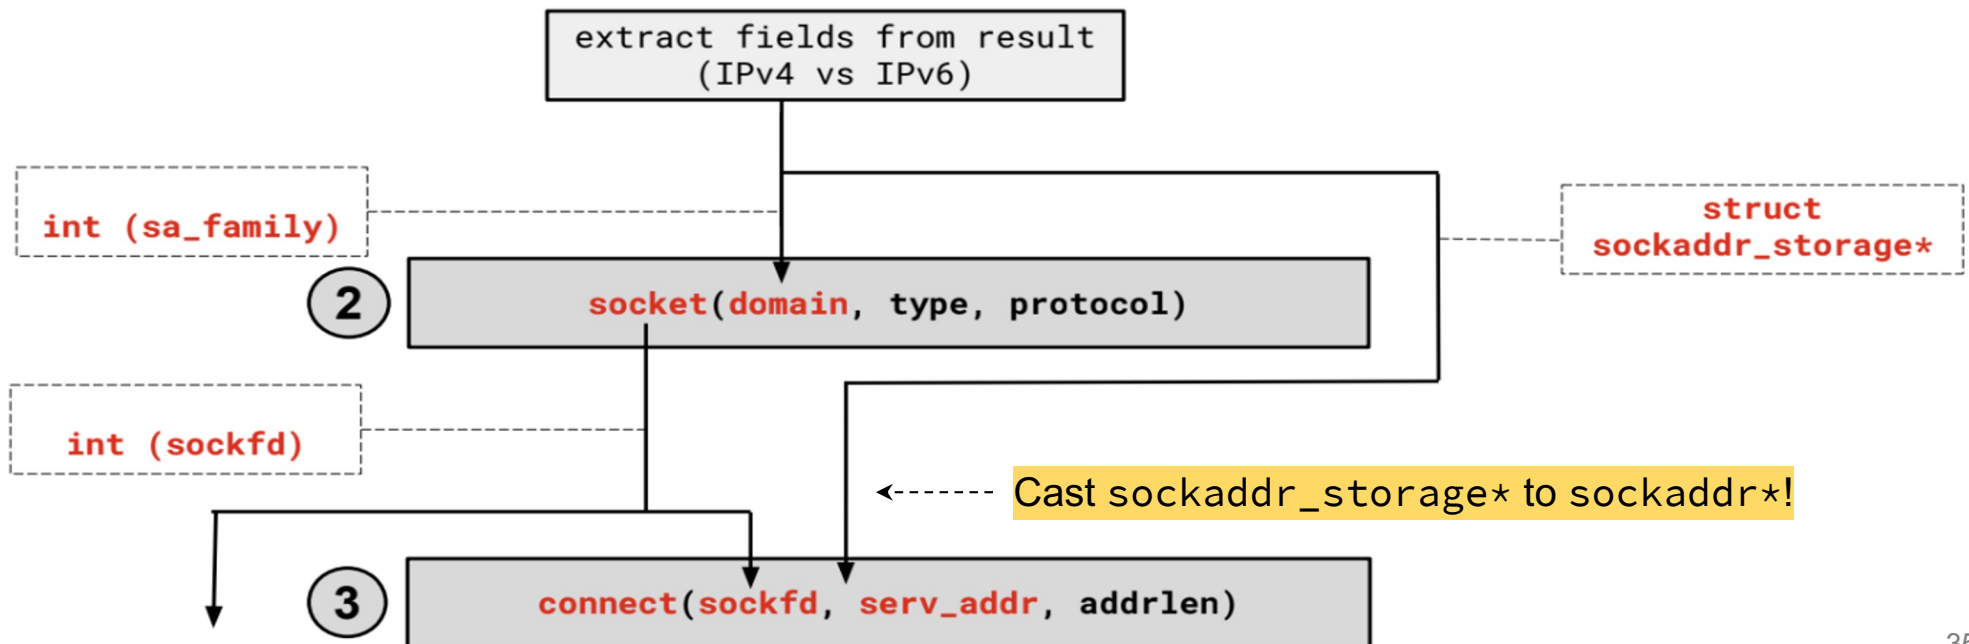 extract fields from result
(IPv4 vs IPv6)
int (sa_family)
struct
sockaddr_storage*
2
socket(domain, type, protocol)
int (sockfd)
Cast sockaddr_storage* to sockaddr*!
3
connect(sockfd, serv_addr, addrlen)